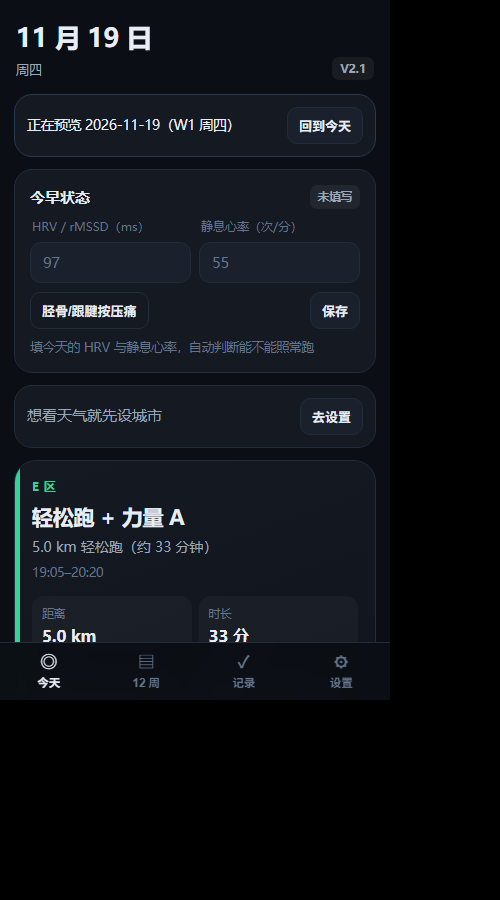 11 月 19 日
周四
V2.1
正在预览 2026-11-19（W1 周四）
回到今天
今早状态
未填写
HRV / rMSSD（ms）
静息心率（次/分）
97
55
胫骨/跟腱按压痛
保存
填今天的 HRV 与静息心率，自动判断能不能照常跑
想看天气就先设城市
去设置
E 区
轻松跑 + 力量 A
5.0 km 轻松跑（约 33 分钟）
19:05–20:20
距离
时长
5.0 km
33 分
今天
12 周
记录
设置